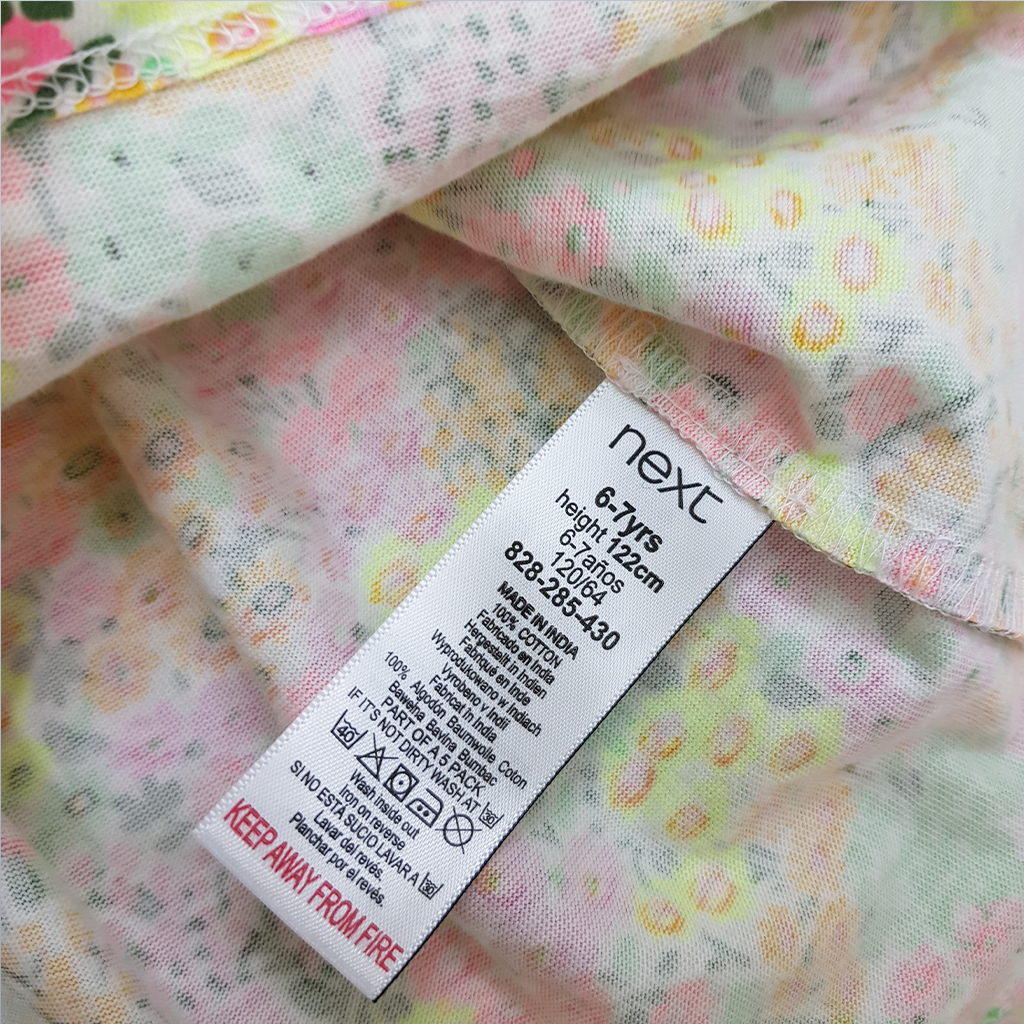 next
6-7yrs
height 122cm
6-7años
120/64
828-285-430
MADE IN INDIA
100% COTTON
Fabricado en India
Hergestellt in Indien
Fabriqué en Inde
Wyprodukowano w Indiach
Vyrobeno v Indii
Fabricat in India
100% Algodón Baumwolle Coton
Bawełna Bavlna Bumbac
PART OF A 5 PACK
IF IT'S NOT DIRTY WASH AT 30
40
Wash inside out
Iron on reverse
SI NO ESTÁ SUCIO LAVAR A 30
Lavar del revés.
Planchar por el revés.
KEEP AWAY FROM FIRE